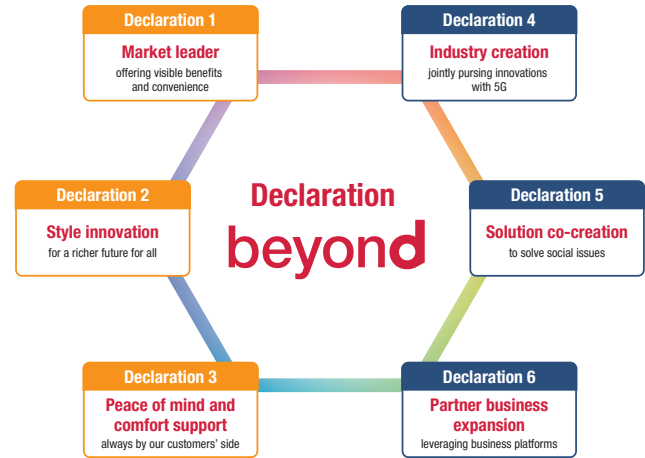 Declaration 1
Market leader
offering visible benefits
and convenience
Declaration 4
Industry creation
jointly pursing innovations
with 5G
Declaration 2
Style innovation
for a richer future for all
Declaration
beyond
Declaration 5
Solution co-creation
to solve social issues
Declaration 3
Peace of mind and
comfort support
always by our customers' side
Declaration 6
Partner business
expansion
leveraging business platforms